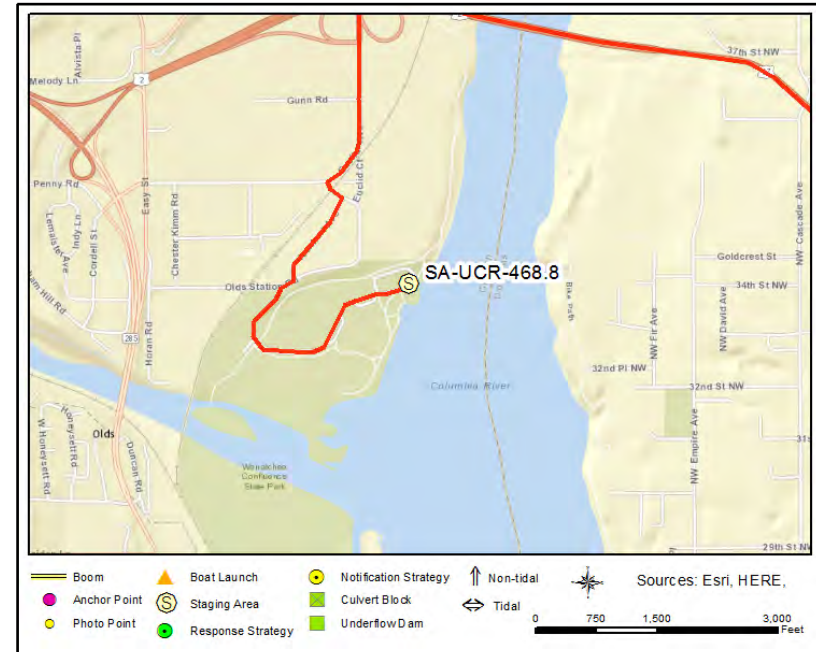 Alvista Pl
Melody Ln
2
Gunn Rd
37th St NW
Penny Rd
Easy St
Euclid Ct
Lemaister Ave
Indy Ln
Cordell St
Chester Kimm Rd
NW Cascade Ave
Goldcrest St
34th St NW
SA-UCR-468.8
S
Olds Station
Bike Path
NW Fir Ave
NW David Ave
Hill Rd
285
Horan Rd
32nd Pl NW
32nd St NW
Columbia River
NW Empire Ave
Honeysett
W Honeysett Rd
Olds
Duncan Rd
Wenatchee
Confluence
State Park
29th St NW
Boom
Boat Launch
Notification Strategy
Non-tidal
Sources: Esri, HERE,
Anchor Point
S Staging Area
Culvert Block
Tidal
Photo Point
Response Strategy
Underflow Dam
0 750 1,500 3,000
Feet